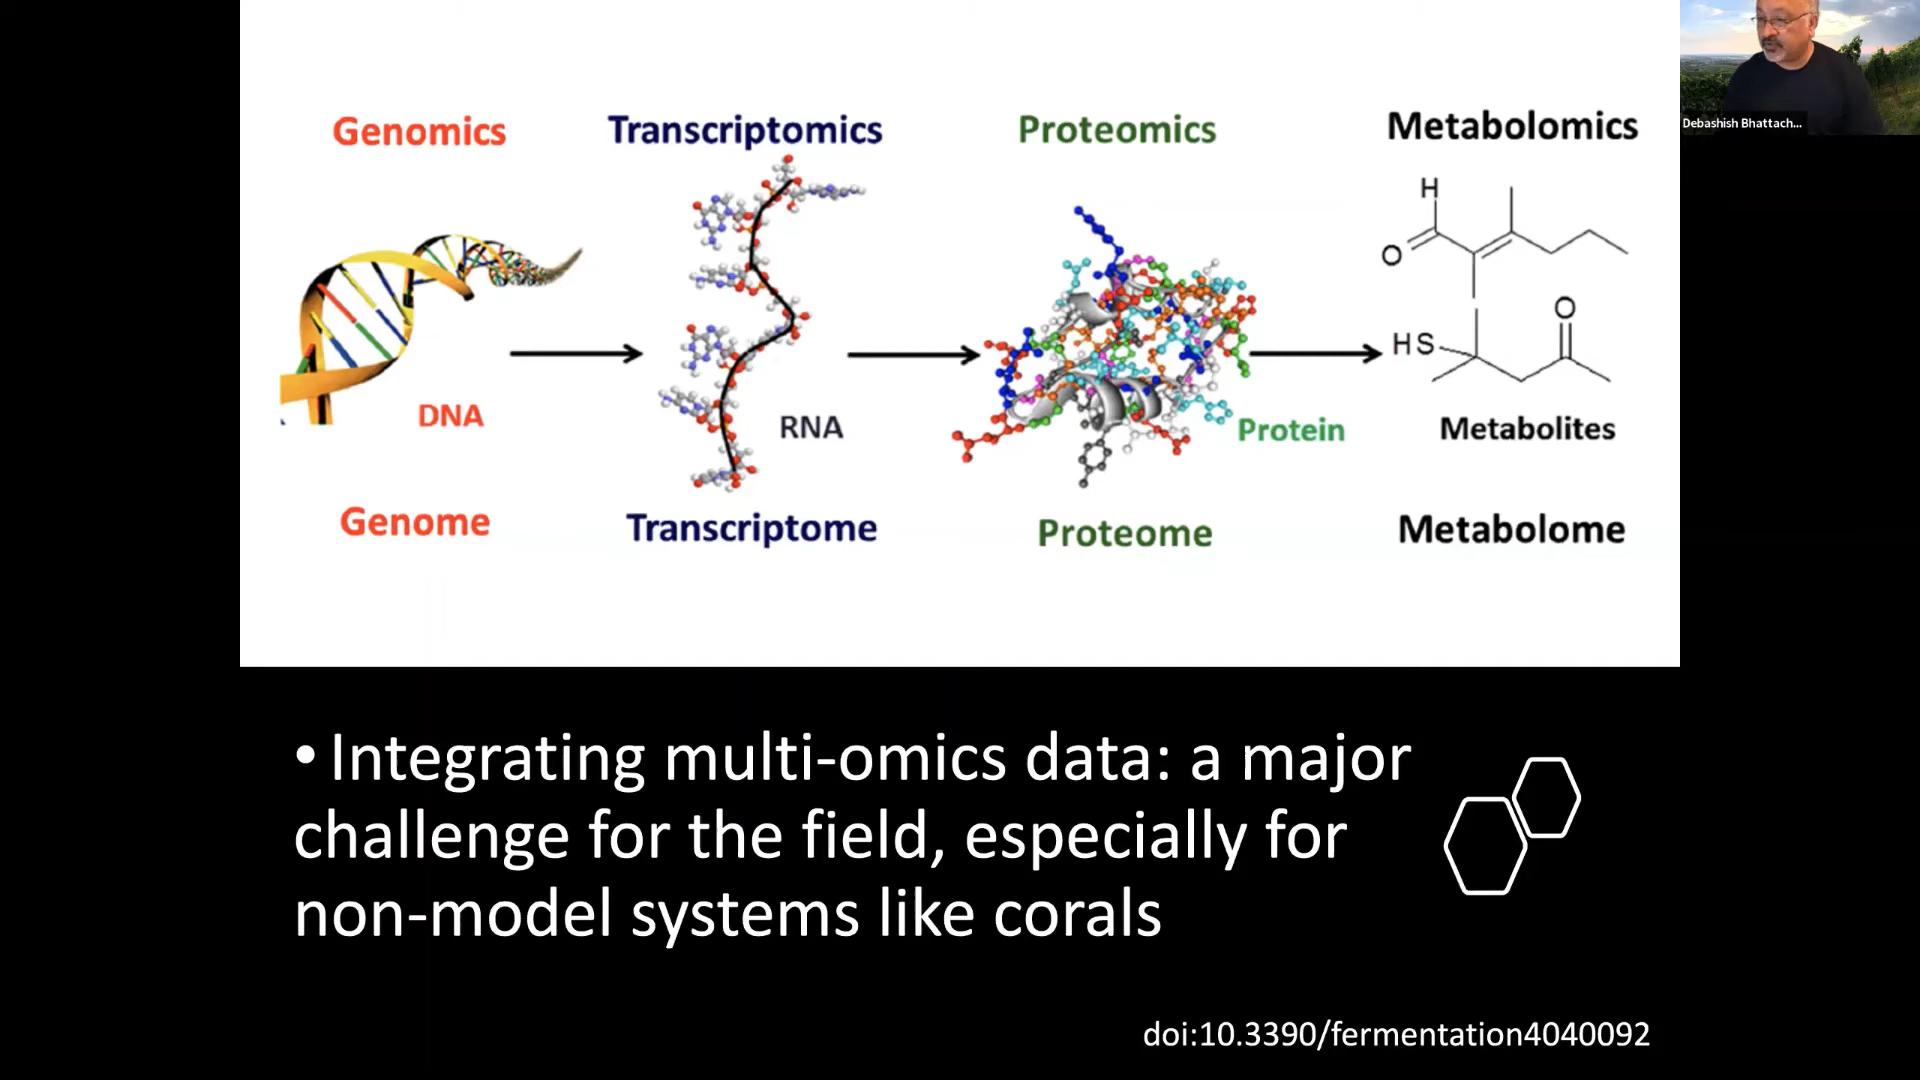 Genomics
Transcriptomics
Proteomics
Metabolomics
H
O
O
HS
DNA
RNA
Protein
Metabolites
Genome
Transcriptome
Proteome
Metabolome
• Integrating multi-omics data: a major
challenge for the field, especially for
non-model systems like corals
doi:10.3390/fermentation4040092
Debashish Bhattach...